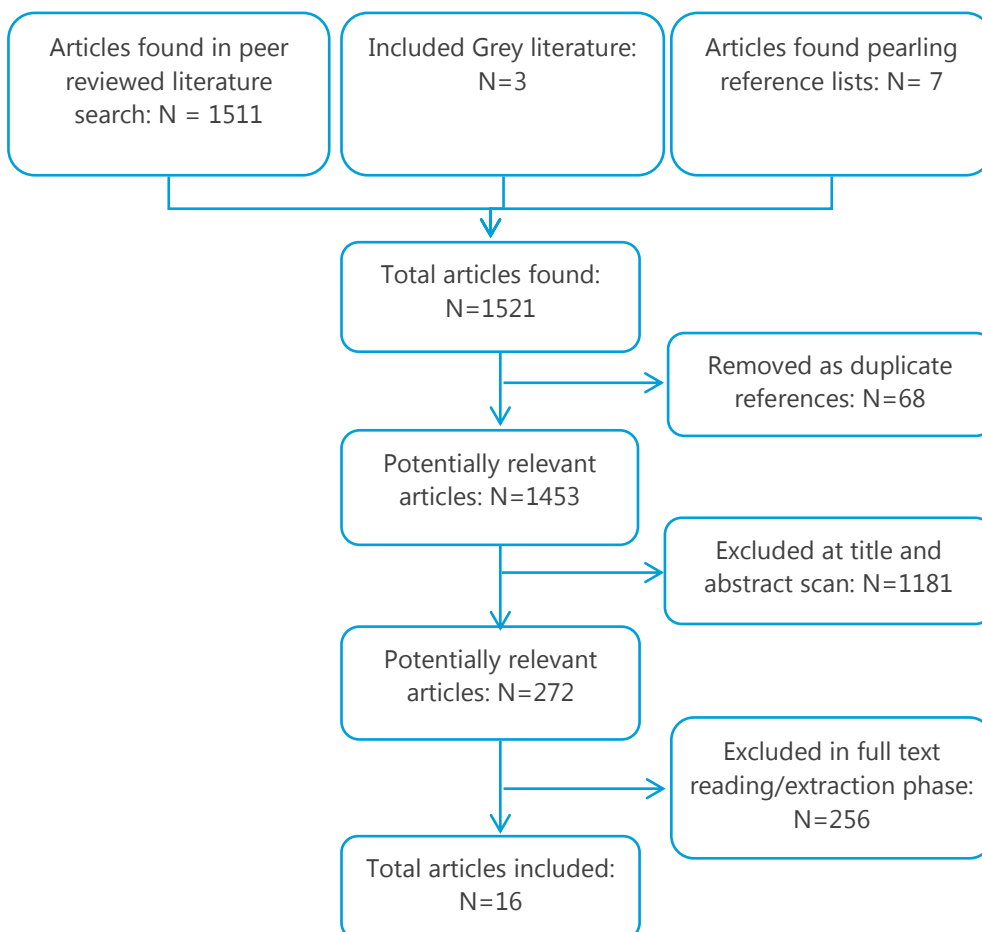 Articles found in peer
reviewed literature
search: N = 1511
Included Grey literature:
N=3
Articles found pearling
reference lists: N= 7
Total articles found:
N=1521
Removed as duplicate
references: N=68
Potentially relevant
articles: N=1453
Excluded at title and
abstract scan: N=1181
Potentially relevant
articles: N=272
Excluded in full text
reading/extraction phase:
N=256
Total articles included:
N=16